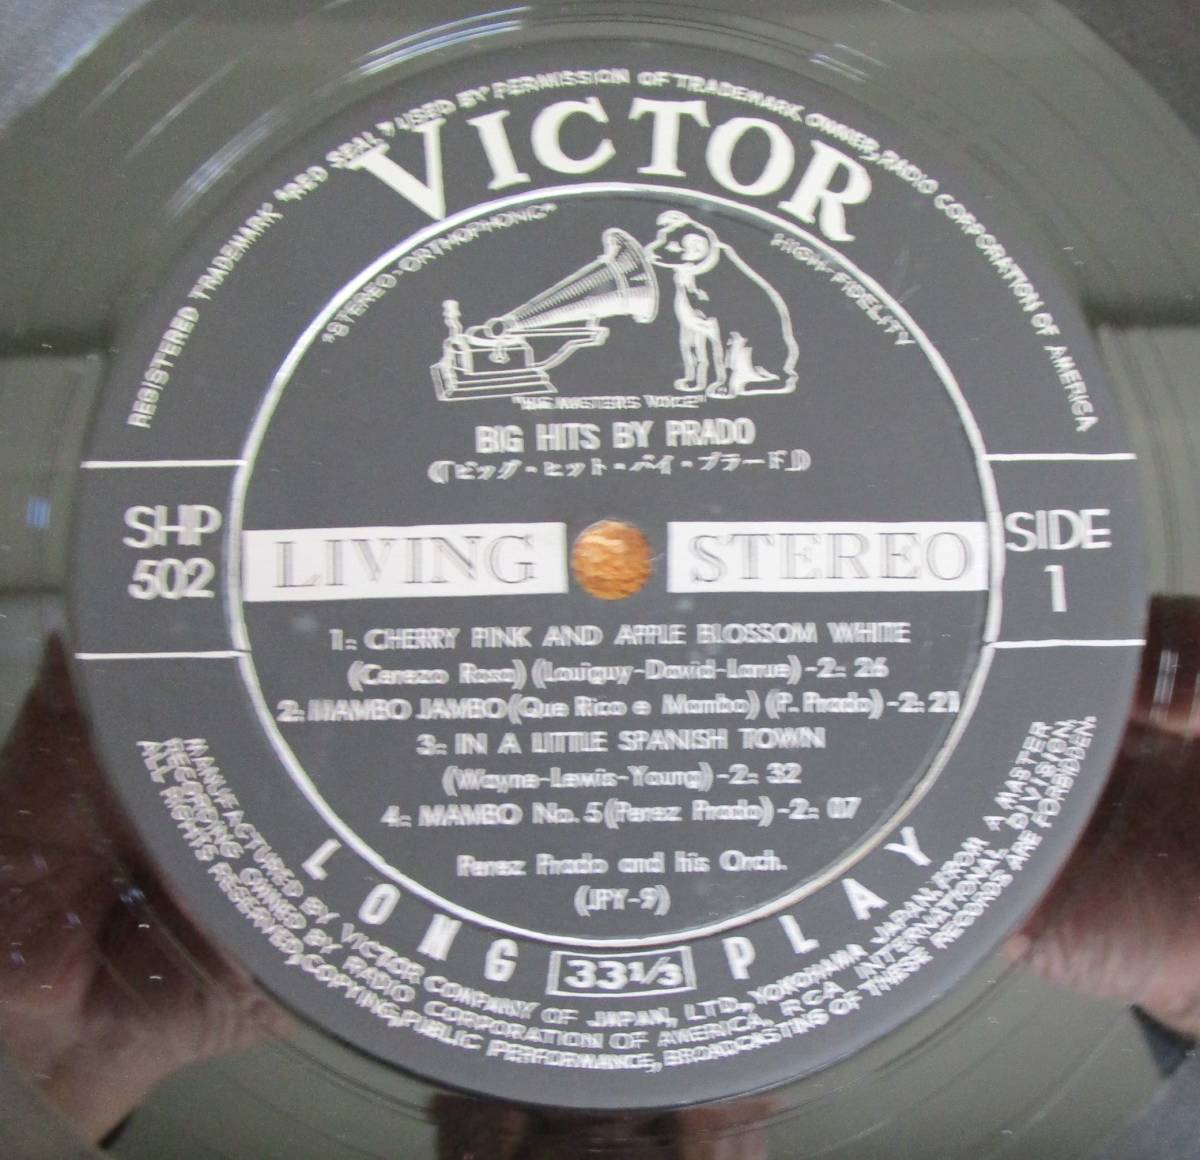 REGISTERED TRADEMARK "RED SEAL" USED BY PERMISSION OF TRADEMARK OWNER, RADIO CORPORATION OF AMERICA
VICTOR
"STEREO-ORTHOPHONIC" HIGH-FIDELITY
"HIS MASTER'S VOICE"
BIG HITS BY PRADO
(「ビッグ・ヒット・バイ・プラード」)
SHP
502
LIVING STEREO
SIDE
1
1: CHERRY PINK AND APPLE BLOSSOM WHITE
(Cerezo Rosa) (Louiguy-David-Larue)-2: 26
2: MAMBO JAMBO (Que Rico e Mambo) (P. Prado)-2: 21
3: IN A LITTLE SPANISH TOWN
(Wayne-Lewis-Young)-2: 32
4: MAMBO No. 5 (Perez Prado)-2: 07
Perez Prado and his Orch.
(JPY-9)
LONG 33 1/3 PLAY
MANUFACTURED BY VICTOR COMPANY OF JAPAN, LTD., YOKOHAMA, JAPAN, FROM A MASTER
RECORDING OWNED BY RADIO CORPORATION OF AMERICA, RCA INTERNATIONAL DIVISION,
ALL RIGHTS RESERVED, COPYING, PUBLIC PERFORMANCE, BROADCASTING OF THESE RECORDS ARE FORBIDDEN.